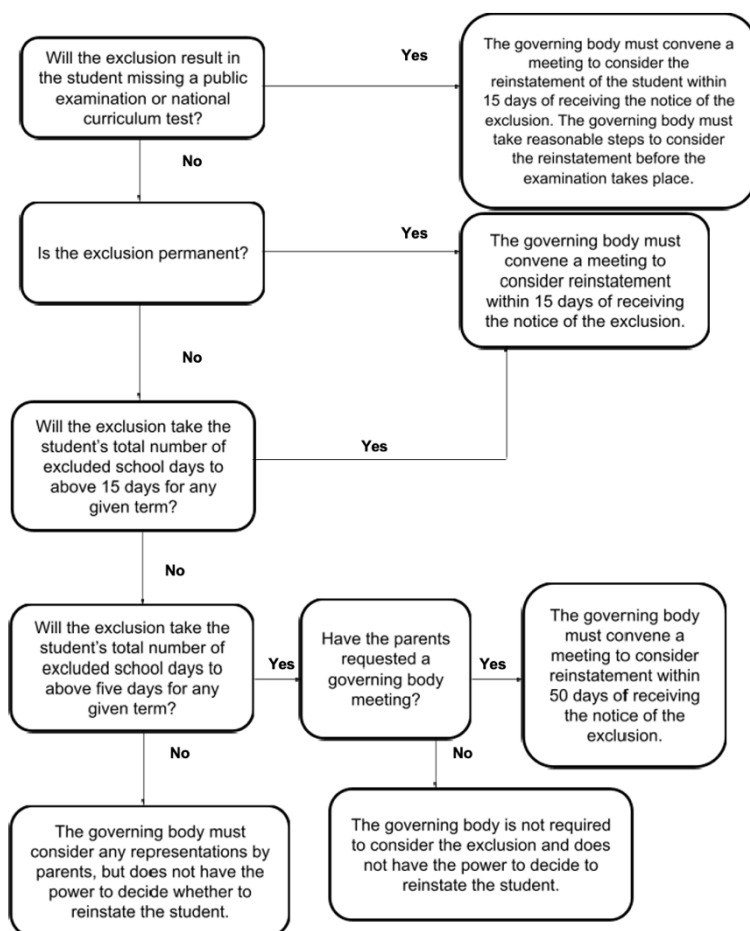 Will the exclusion result in
the student missing a public
examination or national
curriculum test?
Yes
The governing body must convene a
meeting to consider the
reinstatement of the student within
15 days of receiving the notice of the
exclusion. The governing body must
take reasonable steps to consider
the reinstatement before the
examination takes place.
No
Is the exclusion permanent?
Yes
The governing body must
convene a meeting to
consider reinstatement
within 15 days of receiving
the notice of the exclusion.
No
Will the exclusion take the
student's total number of
excluded school days to
above 15 days for any
given term?
Yes
No
Will the exclusion take the
student's total number of
excluded school days to
above five days for any
given term?
Yes
Have the parents
requested a
governing body
meeting?
Yes
The governing body
must convene a
meeting to consider
reinstatement within
50 days of receiving
the notice of the
exclusion.
No
The governing body must
consider any representations by
parents, but does not have the
power to decide whether to
reinstate the student.
No
The governing body is not required
to consider the exclusion and does
not have the power to decide to
reinstate the student.